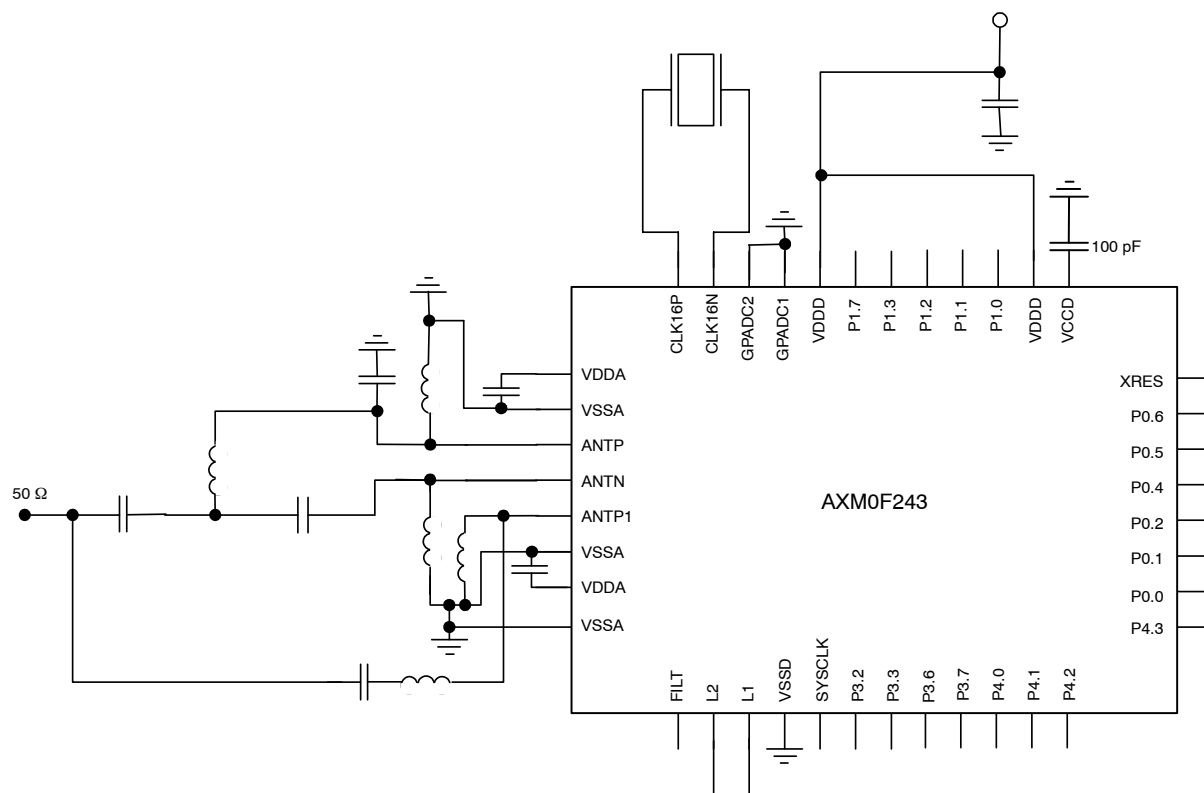 100 pF
CLK16P
CLK16N
GPADC2
GPADC1
VDDD
P1.7
P1.3
P1.2
P1.1
P1.0
VDDD
VCCD
VDDA
VSSA
ANTP
ANTN
ANTP1
VSSA
VDDA
VSSA
50 Ω
AXM0F243
XRES
P0.6
P0.5
P0.4
P0.2
P0.1
P0.0
P4.3
FILT
L2
L1
VSSD
SYSCLK
P3.2
P3.3
P3.6
P3.7
P4.0
P4.1
P4.2